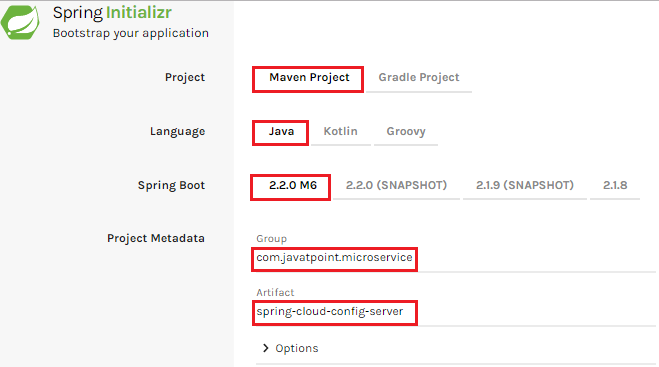 Spring Initializr
Bootstrap your application
Project Maven Project Gradle Project
Language Java Kotlin Groovy
Spring Boot 2.2.0 M6 2.2.0 (SNAPSHOT) 2.1.9 (SNAPSHOT) 2.1.8
Project Metadata Group
com.javatpoint.microservice
Artifact
spring-cloud-config-server
Options